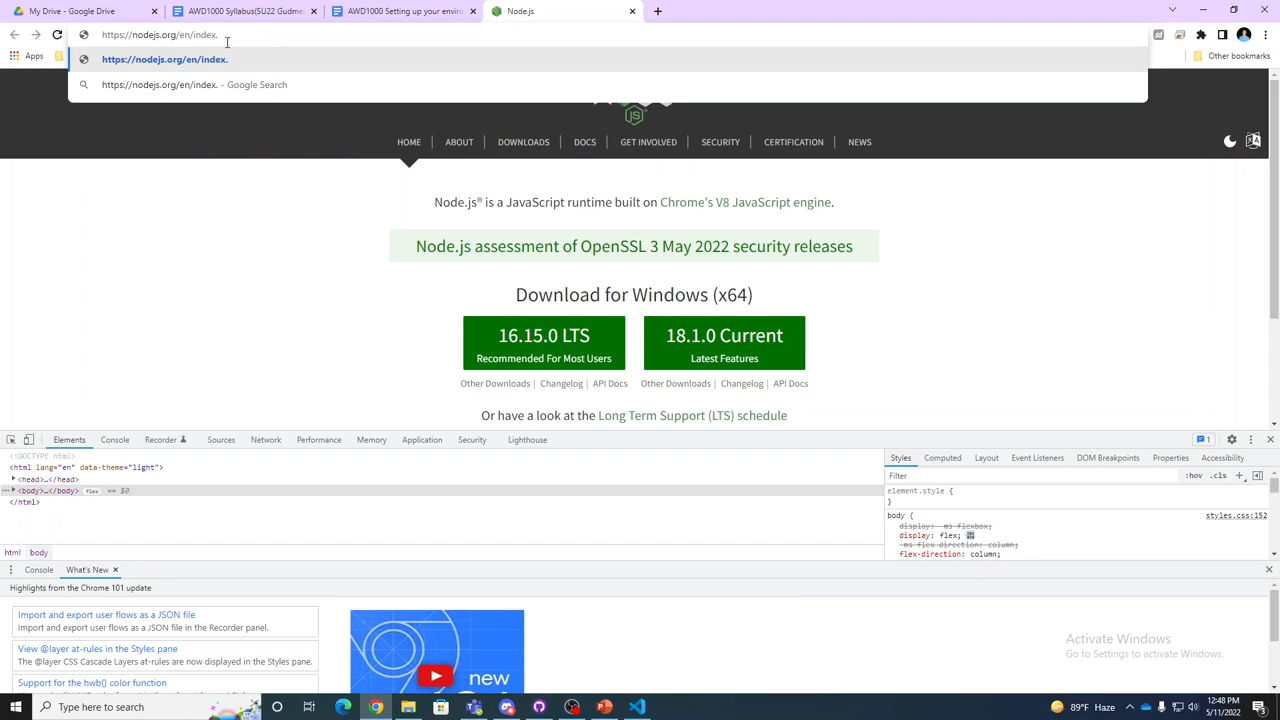 My Drive - Google Drive
AWD1000 Syllabus(SU22 Gudme
AWD1000 Setting up your enviro
Node.js
https://nodejs.org/en/index.
Apps
Other bookmarks
https://nodejs.org/en/index.
https://nodejs.org/en/index. - Google Search
JS
HOME
ABOUT
DOWNLOADS
DOCS
GET INVOLVED
SECURITY
CERTIFICATION
NEWS
Node.js® is a JavaScript runtime built on Chrome's V8 JavaScript engine.
Node.js assessment of OpenSSL 3 May 2022 security releases
Download for Windows (x64)
16.15.0 LTS
Recommended For Most Users
18.1.0 Current
Latest Features
Other Downloads | Changelog | API Docs
Other Downloads | Changelog | API Docs
Or have a look at the Long Term Support (LTS) schedule
Elements
Console
Recorder
Sources
Network
Performance
Memory
Application
Security
Lighthouse
1
<!DOCTYPE html>
<html lang="en" data-theme="light">
<head>…</head>
<body>…</body> flex == $0
</html>
html
body
Styles
Computed
Layout
Event Listeners
DOM Breakpoints
Properties
Accessibility
Filter
:hov
.cls
element.style {
}
body {
styles.css:152
display: -ms-flexbox;
display: flex;
-ms-flex-direction: column;
flex-direction: column;
Console
What's New
Highlights from the Chrome 101 update
Import and export user flows as a JSON file
Import and export user flows as a JSON file in the Recorder panel.
View @layer at-rules in the Styles pane
The @layer CSS Cascade Layers at-rules are now displayed in the Styles pane.
Support for the hwb() color function
new
Activate Windows
Go to Settings to activate Windows.
Type here to search
89°F Haze
12:48 PM
5/11/2022
3